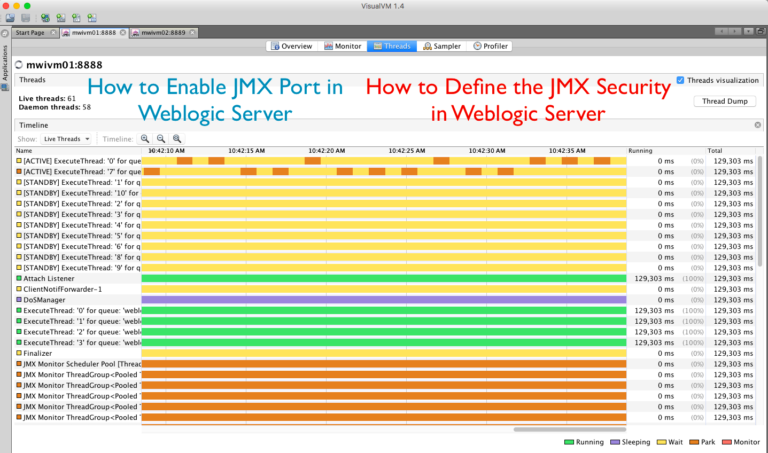 VisualVM 1.4
Applications
Start Page
mwivm01:8888
mwivm02:8889
Overview
Monitor
Threads
Sampler
Profiler
mwivm01:8888
Threads
Threads visualization
How to Enable JMX Port in
Weblogic Server
How to Define the JMX Security
in Weblogic Server
Live threads: 61
Daemon threads: 58
Thread Dump
Timeline
Show: Live Threads Timeline:
Name 10:42:10 AM 10:42:15 AM 10:42:20 AM 10:42:25 AM 10:42:30 AM 10:42:35 AM Running Total
[ACTIVE] ExecuteThread: '0' for q 0 ms (0%) 129,303 ms
[ACTIVE] ExecuteThread: '7' for qu 0 ms (0%) 129,303 ms
[STANDBY] ExecuteThread: '1' for 0 ms (0%) 129,303 ms
[STANDBY] ExecuteThread: '10' for 0 ms (0%) 129,303 ms
[STANDBY] ExecuteThread: '2' for 0 ms (0%) 129,303 ms
[STANDBY] ExecuteThread: '3' for q 0 ms (0%) 129,303 ms
[STANDBY] ExecuteThread: '4' for q 0 ms (0%) 129,303 ms
[STANDBY] ExecuteThread: '5' for q 0 ms (0%) 129,303 ms
[STANDBY] ExecuteThread: '6' for q 0 ms (0%) 129,303 ms
[STANDBY] ExecuteThread: '8' for q 0 ms (0%) 129,303 ms
[STANDBY] ExecuteThread: '9' for q 0 ms (0%) 129,303 ms
Attach Listener 129,303 ms (100%) 129,303 ms
ClientNotifForwarder-1 0 ms (0%) 129,303 ms
DoSManager 0 ms (0%) 129,303 ms
ExecuteThread: '0' for queue: 'weblo 129,303 ms (100%) 129,303 ms
ExecuteThread: '1' for queue: 'weblo 129,303 ms (100%) 129,303 ms
ExecuteThread: '2' for queue: 'weblo 129,303 ms (100%) 129,303 ms
ExecuteThread: '3' for queue: 'weblo 129,303 ms (100%) 129,303 ms
Finalizer 0 ms (0%) 129,303 ms
JMX Monitor Scheduler Pool [Thread 0 ms (0%) 129,303 ms
JMX Monitor ThreadGroup<Pooled T 0 ms (0%) 129,303 ms
JMX Monitor ThreadGroup<Pooled T 0 ms (0%) 129,303 ms
JMX Monitor ThreadGroup<Pooled T 0 ms (0%) 129,303 ms
JMX Monitor ThreadGroup<Pooled T 0 ms (0%) 129,303 ms
JMX Monitor ThreadGroup<Pooled T 0 ms (0%) 129,303 ms
Running Sleeping Wait Park Monitor